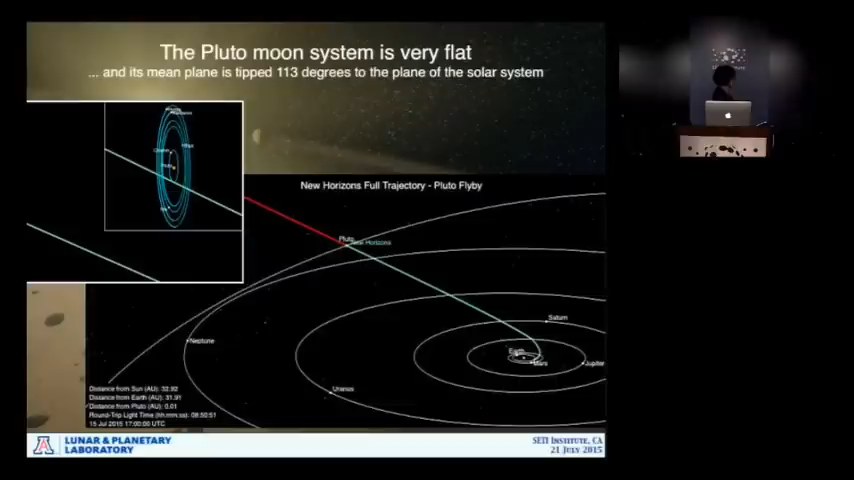 The Pluto moon system is very flat
... and its mean plane is tipped 113 degrees to the plane of the solar system
New Horizons Full Trajectory - Pluto Flyby
Pluto
New Horizons
Saturn
Neptune
Earth
Mars
Jupiter
Uranus
Distance from Sun (AU): 32.92
Distance from Earth (AU): 31.91
Distance from Pluto (AU): 0.01
Round-Trip Light Time (hh:mm:ss): 08:50:51
15 Jul 2015 17:00:00 UTC
LUNAR & PLANETARY
LABORATORY
SETI INSTITUTE, CA
21 JULY 2015